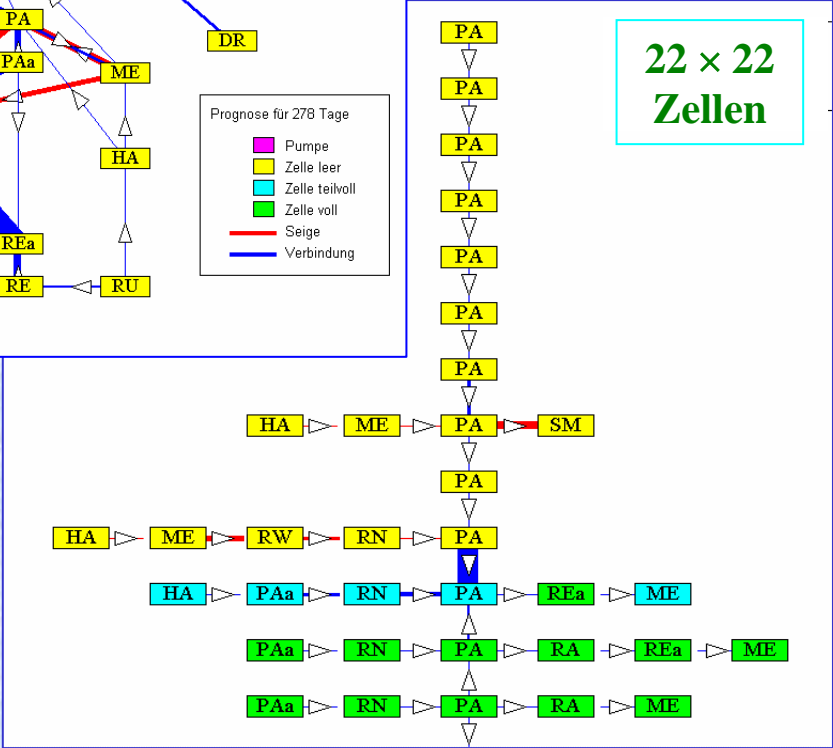 PA
PAa
ME
DR
HA
REa
RE
RU
Prognose für 278 Tage
Pumpe
Zelle leer
Zelle teilvoll
Zelle voll
Seige
Verbindung
22 × 22
Zellen
PA
PA
PA
PA
PA
PA
PA
HA ME PA SM
PA
HA ME RW RN PA
HA PAa RN PA REa ME
PAa RN PA RA REa ME
PAa RN PA RA ME